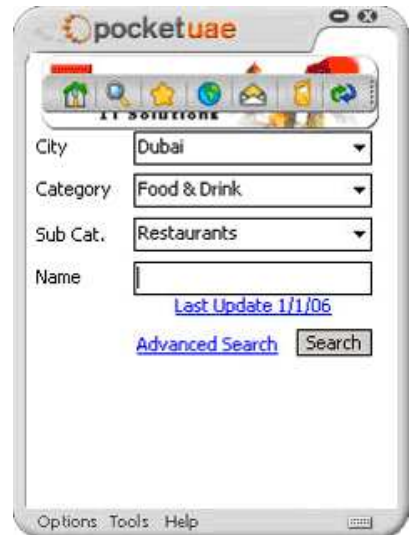 pocketuae
IT Solutions
City Dubai
Category Food & Drink
Sub Cat. Restaurants
Name
Last Update 1/1/06
Advanced Search Search
Options Tools Help